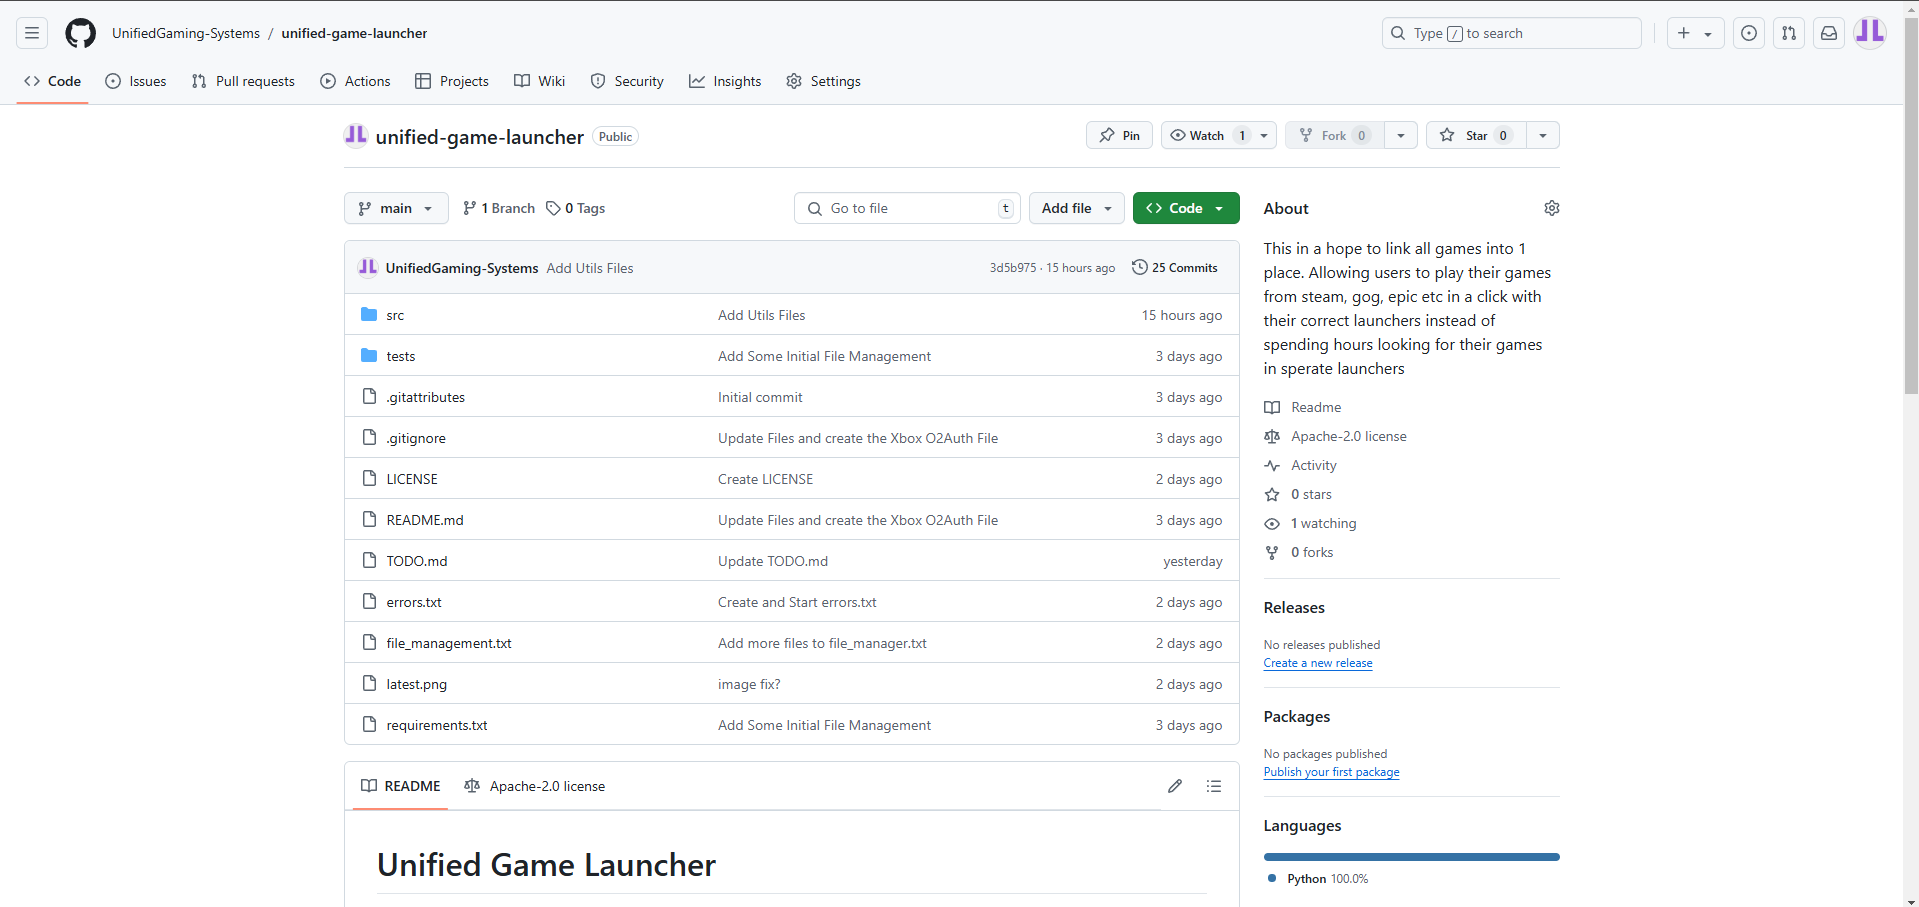 UnifiedGaming-Systems / unified-game-launcher
Type / to search
Code Issues Pull requests Actions Projects Wiki Security Insights Settings
unified-game-launcher Public
Pin Watch 1 Fork 0 Star 0
main 1 Branch 0 Tags Go to file t Add file Code
UnifiedGaming-Systems Add Utils Files 3d5b975 · 15 hours ago 25 Commits
src Add Utils Files 15 hours ago
tests Add Some Initial File Management 3 days ago
.gitattributes Initial commit 3 days ago
.gitignore Update Files and create the Xbox O2Auth File 3 days ago
LICENSE Create LICENSE 2 days ago
README.md Update Files and create the Xbox O2Auth File 3 days ago
TODO.md Update TODO.md yesterday
errors.txt Create and Start errors.txt 2 days ago
file_management.txt Add more files to file_manager.txt 2 days ago
latest.png image fix? 2 days ago
requirements.txt Add Some Initial File Management 3 days ago
README Apache-2.0 license
Unified Game Launcher
About
This in a hope to link all games into 1
place. Allowing users to play their games
from steam, gog, epic etc in a click with
their correct launchers instead of
spending hours looking for their games
in sperate launchers
Readme
Apache-2.0 license
Activity
0 stars
1 watching
0 forks
Releases
No releases published
Create a new release
Packages
No packages published
Publish your first package
Languages
Python 100.0%